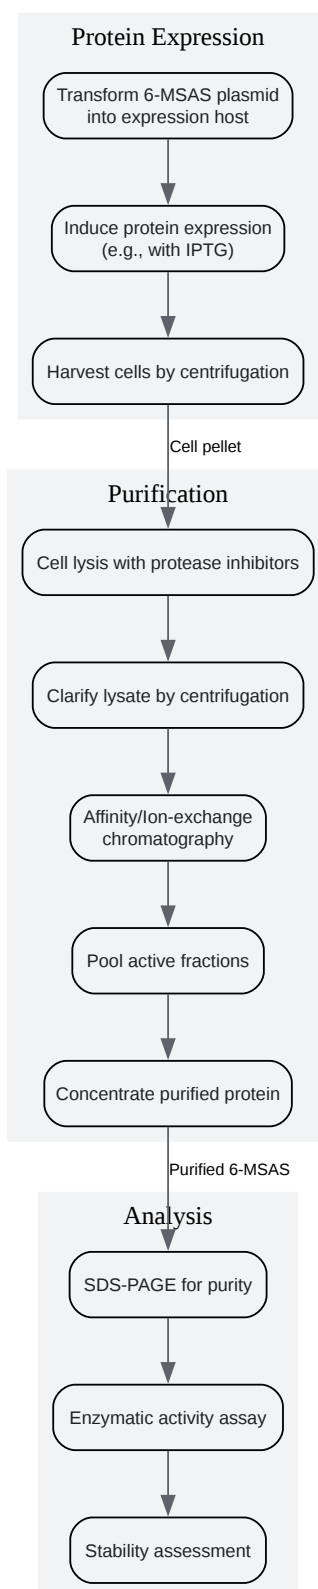 Protein Expression
Transform 6-MSAS plasmid
into expression host
Induce protein expression
(e.g., with IPTG)
Harvest cells by centrifugation
Cell pellet
Purification
Cell lysis with protease inhibitors
Clarify lysate by centrifugation
Affinity/Ion-exchange
chromatography
Pool active fractions
Concentrate purified protein
Purified 6-MSAS
Analysis
SDS-PAGE for purity
Enzymatic activity assay
Stability assessment